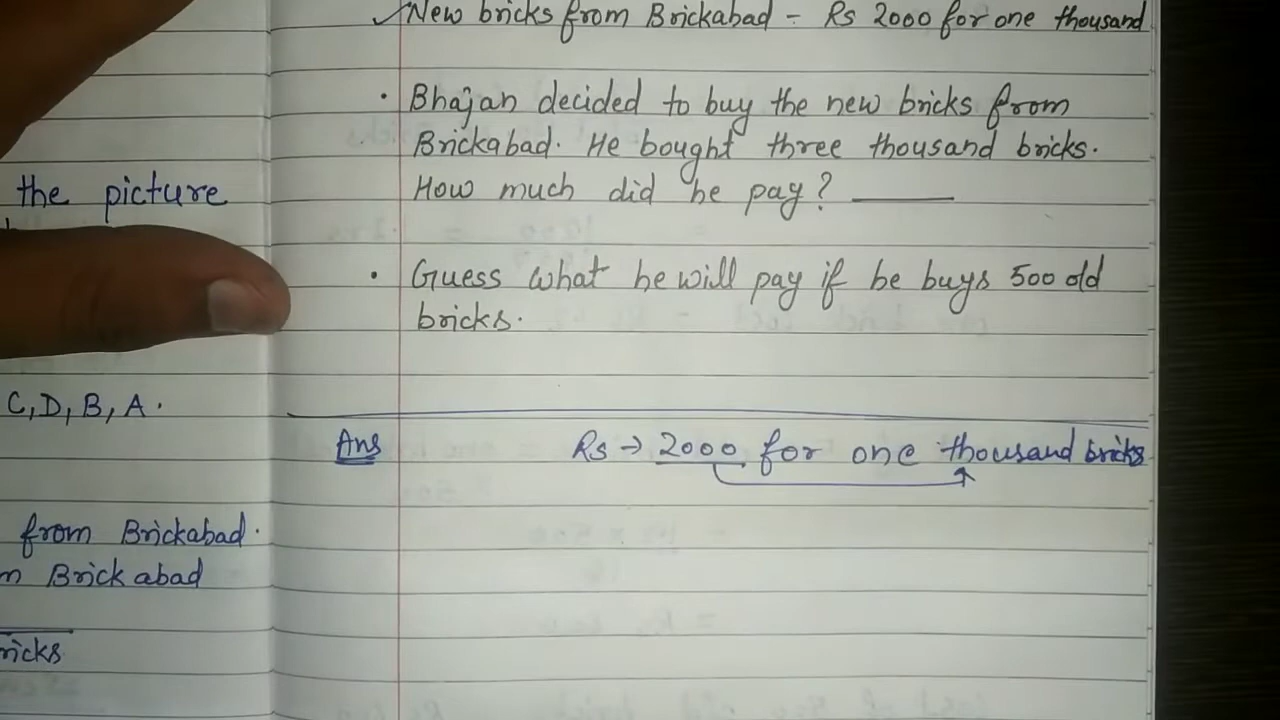 New bricks from Brickabad - Rs 2000 for one thousand
• Bhajan decided to buy the new bricks from
Brickabad. He bought three thousand bricks.
How much did he pay? ______
• Guess what he will pay if he buys 500 old
bricks.
Ans Rs → 2000 for one thousand bricks
the picture
C, D, B, A.
from Brickabad.
Brickabad